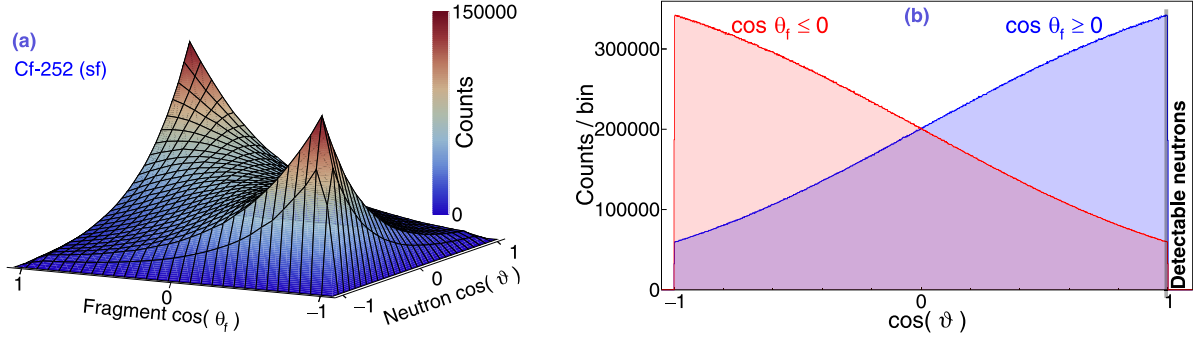 (a)
Cf-252 (sf)
150000
Counts
0
1
0
−1
Fragment cos( θf )
−1
0
1
Neutron cos( ϑ )
(b)
cos θf ≤ 0
cos θf ≥ 0
300000
200000
100000
0
Counts / bin
−1
0
1
cos( ϑ )
Detectable neutrons